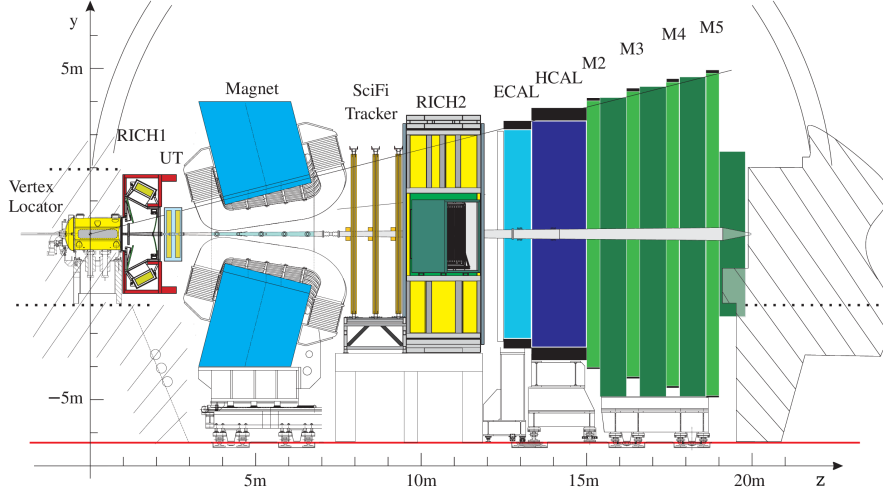 y
5m
Magnet
SciFi
Tracker
RICH2
ECAL
HCAL
M2
M3
M4
M5
RICH1
UT
Vertex
Locator
−5m
5m
10m
15m
20m
z